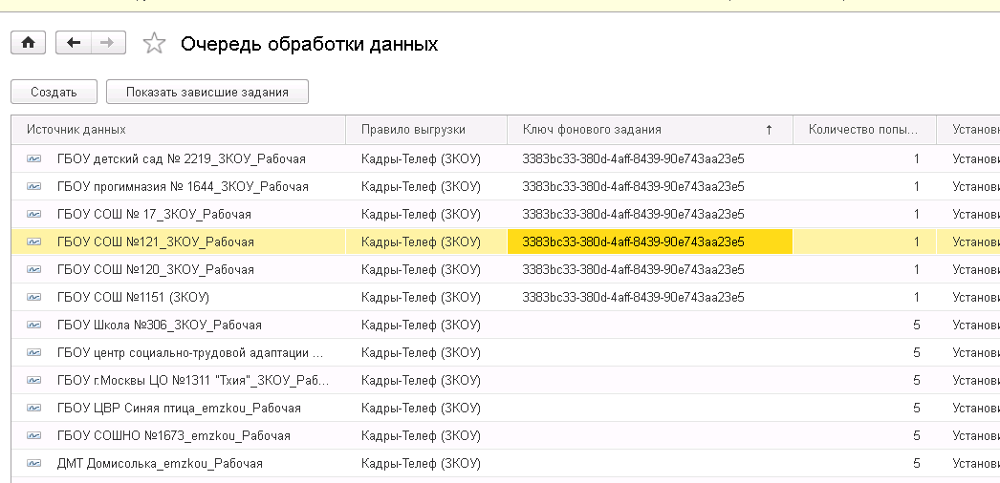 Очередь обработки данных
Создать Показать зависшие задания
Источник данных Правило выгрузки Ключ фонового задания ↑ Количество попы... Установ
ГБОУ детский сад № 2219_ЗКОУ_Рабочая Кадры-Телеф (ЗКОУ) 3383bc33-380d-4aff-8439-90e743aa23e5 1 Установ
ГБОУ прогимназия № 1644_ЗКОУ_Рабочая Кадры-Телеф (ЗКОУ) 3383bc33-380d-4aff-8439-90e743aa23e5 1 Установ
ГБОУ СОШ № 17_ЗКОУ_Рабочая Кадры-Телеф (ЗКОУ) 3383bc33-380d-4aff-8439-90e743aa23e5 1 Установ
ГБОУ СОШ №121_ЗКОУ_Рабочая Кадры-Телеф (ЗКОУ) 3383bc33-380d-4aff-8439-90e743aa23e5 1 Установ
ГБОУ СОШ №120_ЗКОУ_Рабочая Кадры-Телеф (ЗКОУ) 3383bc33-380d-4aff-8439-90e743aa23e5 1 Установ
ГБОУ СОШ №1151 (ЗКОУ) Кадры-Телеф (ЗКОУ) 3383bc33-380d-4aff-8439-90e743aa23e5 1 Установ
ГБОУ Школа №306_ЗКОУ_Рабочая Кадры-Телеф (ЗКОУ) 5 Установ
ГБОУ центр социально-трудовой адаптации ... Кадры-Телеф (ЗКОУ) 5 Установ
ГБОУ г.Москвы ЦО №1311 "Тхия"_ЗКОУ_Раб... Кадры-Телеф (ЗКОУ) 5 Установ
ГБОУ ЦВР Синяя птица_emzkou_Рабочая Кадры-Телеф (ЗКОУ) 5 Установ
ГБОУ СОШНО №1673_emzkou_Рабочая Кадры-Телеф (ЗКОУ) 5 Установ
ДМТ Домисолька_emzkou_Рабочая Кадры-Телеф (ЗКОУ) 5 Установ